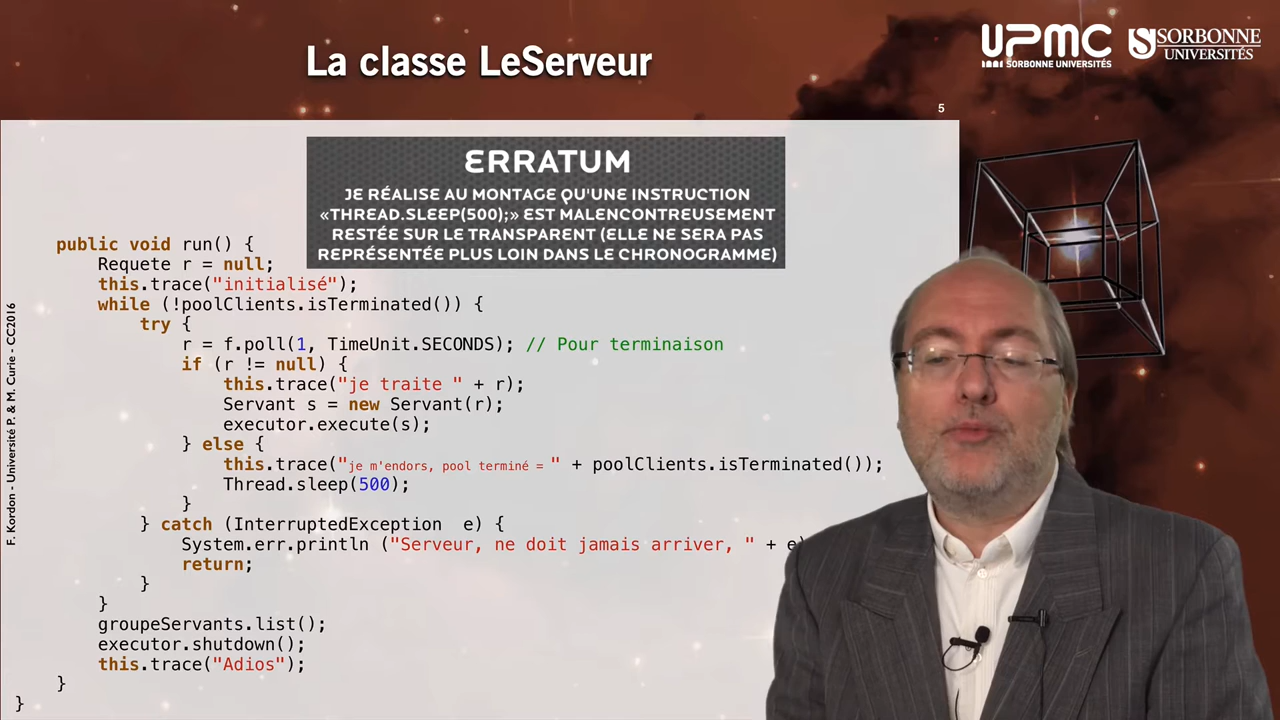 La classe LeServeur
UPMC
SORBONNE UNIVERSITÉS
SORBONNE
UNIVERSITÉS
5
ERRATUM
JE RÉALISE AU MONTAGE QU'UNE INSTRUCTION
«THREAD.SLEEP(500);» EST MALENCONTREUSEMENT
RESTÉE SUR LE TRANSPARENT (ELLE NE SERA PAS
REPRÉSENTÉE PLUS LOIN DANS LE CHRONOGRAMME)
public void run() {
Requete r = null;
this.trace("initialisé");
while (!poolClients.isTerminated()) {
try {
r = f.poll(1, TimeUnit.SECONDS); // Pour terminaison
if (r != null) {
this.trace("je traite " + r);
Servant s = new Servant(r);
executor.execute(s);
} else {
this.trace("je m'endors, pool terminé = " + poolClients.isTerminated());
Thread.sleep(500);
}
} catch (InterruptedException e) {
System.err.println ("Serveur, ne doit jamais arriver, " + e)
return;
}
}
groupeServants.list();
executor.shutdown();
this.trace("Adios");
}
}
F. Kordon - Université P. & M. Curie - CC2016